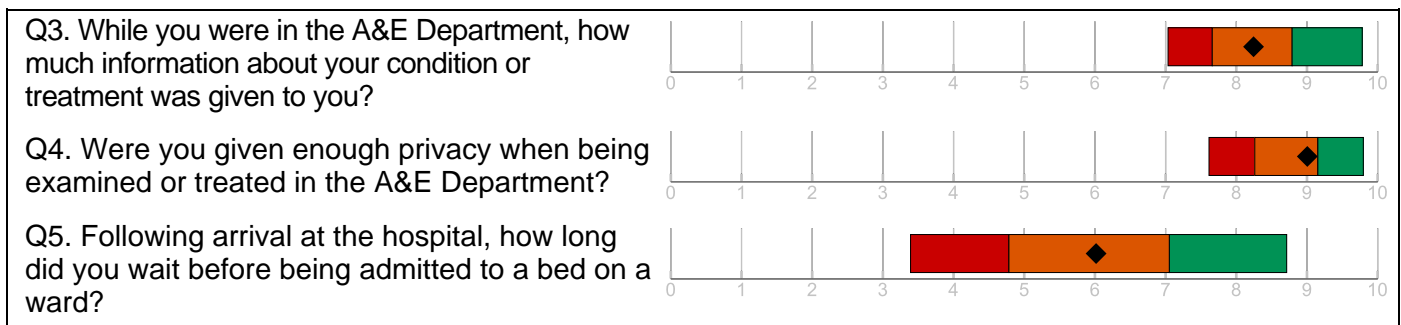 Q3. While you were in the A&E Department, how
much information about your condition or
treatment was given to you?
0 1 2 3 4 5 6 7 8 9 10
Q4. Were you given enough privacy when being
examined or treated in the A&E Department?
0 1 2 3 4 5 6 7 8 9 10
Q5. Following arrival at the hospital, how long
did you wait before being admitted to a bed on a
ward?
0 1 2 3 4 5 6 7 8 9 10